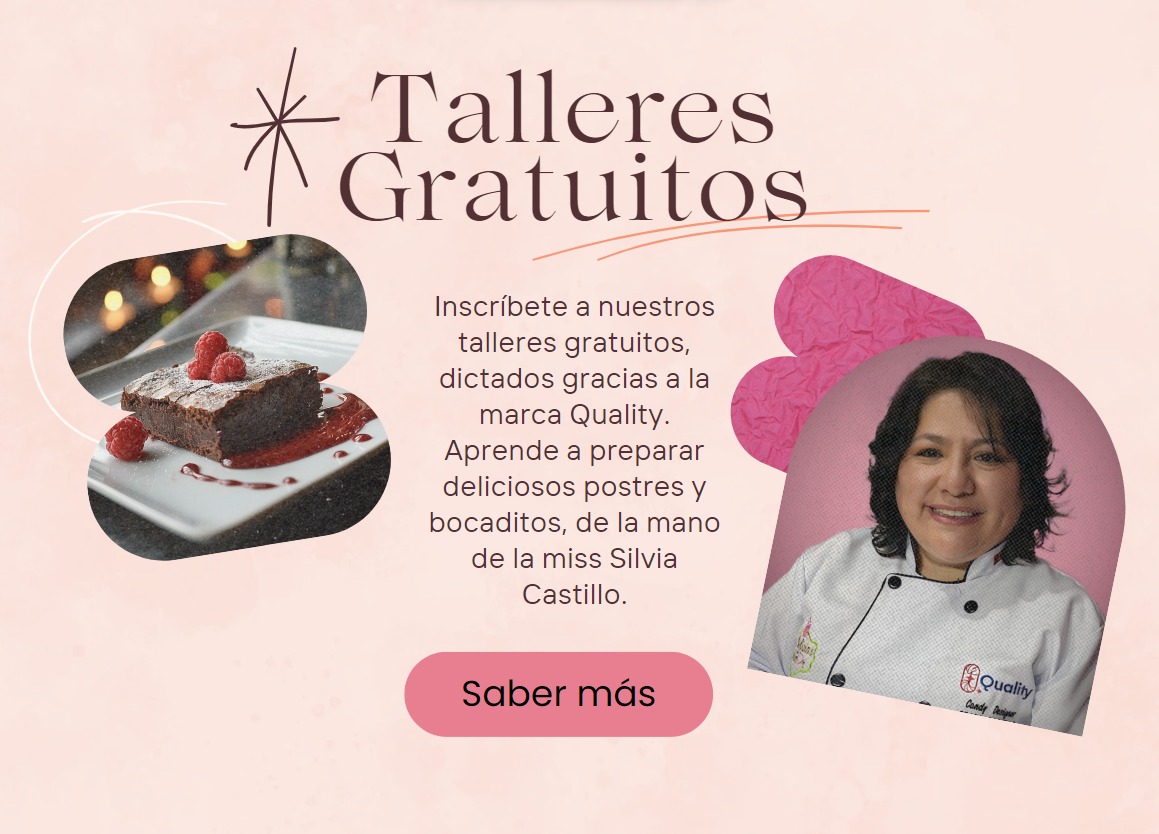 Talleres
Gratuitos
Inscríbete a nuestros
talleres gratuitos,
dictados gracias a la
marca Quality.
Aprende a preparar
deliciosos postres y
bocaditos, de la mano
de la miss Silvia
Castillo.
Saber más
Quality
Candy Designer